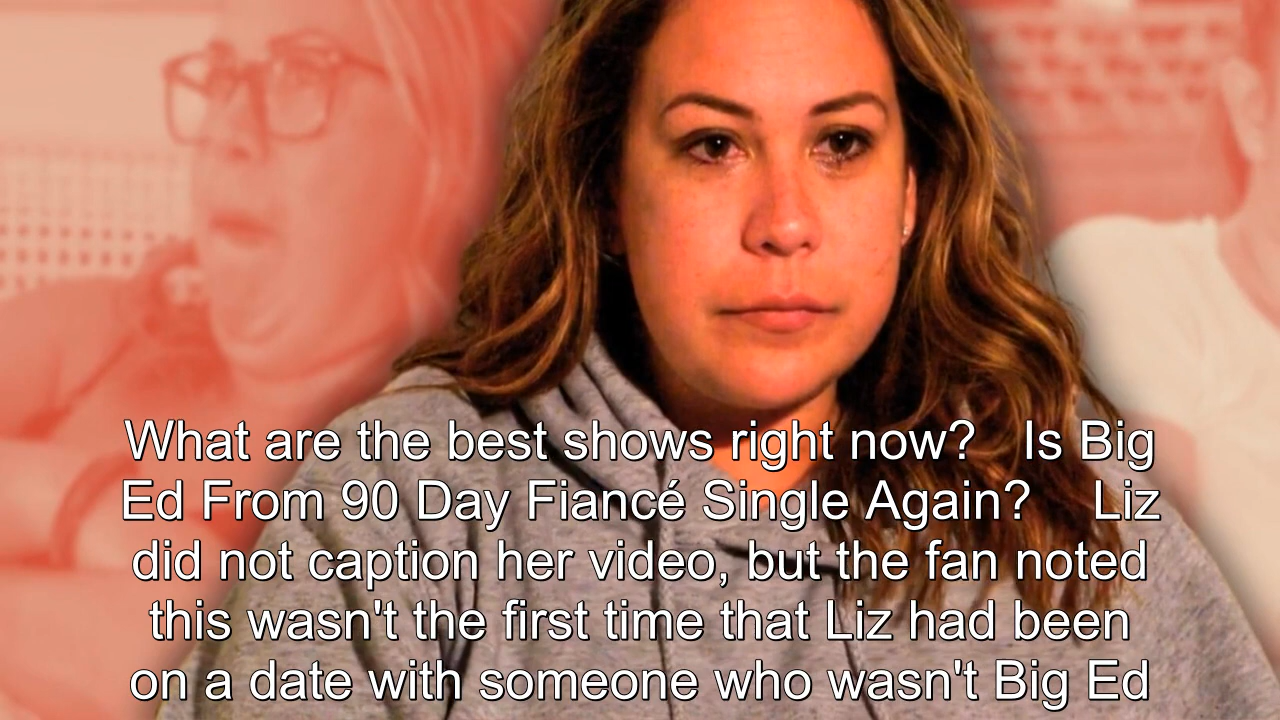 What are the best shows right now?   Is Big
Ed From 90 Day Fiancé Single Again?    Liz
did not caption her video, but the fan noted
this wasn't the first time that Liz had been
on a date with someone who wasn't Big Ed